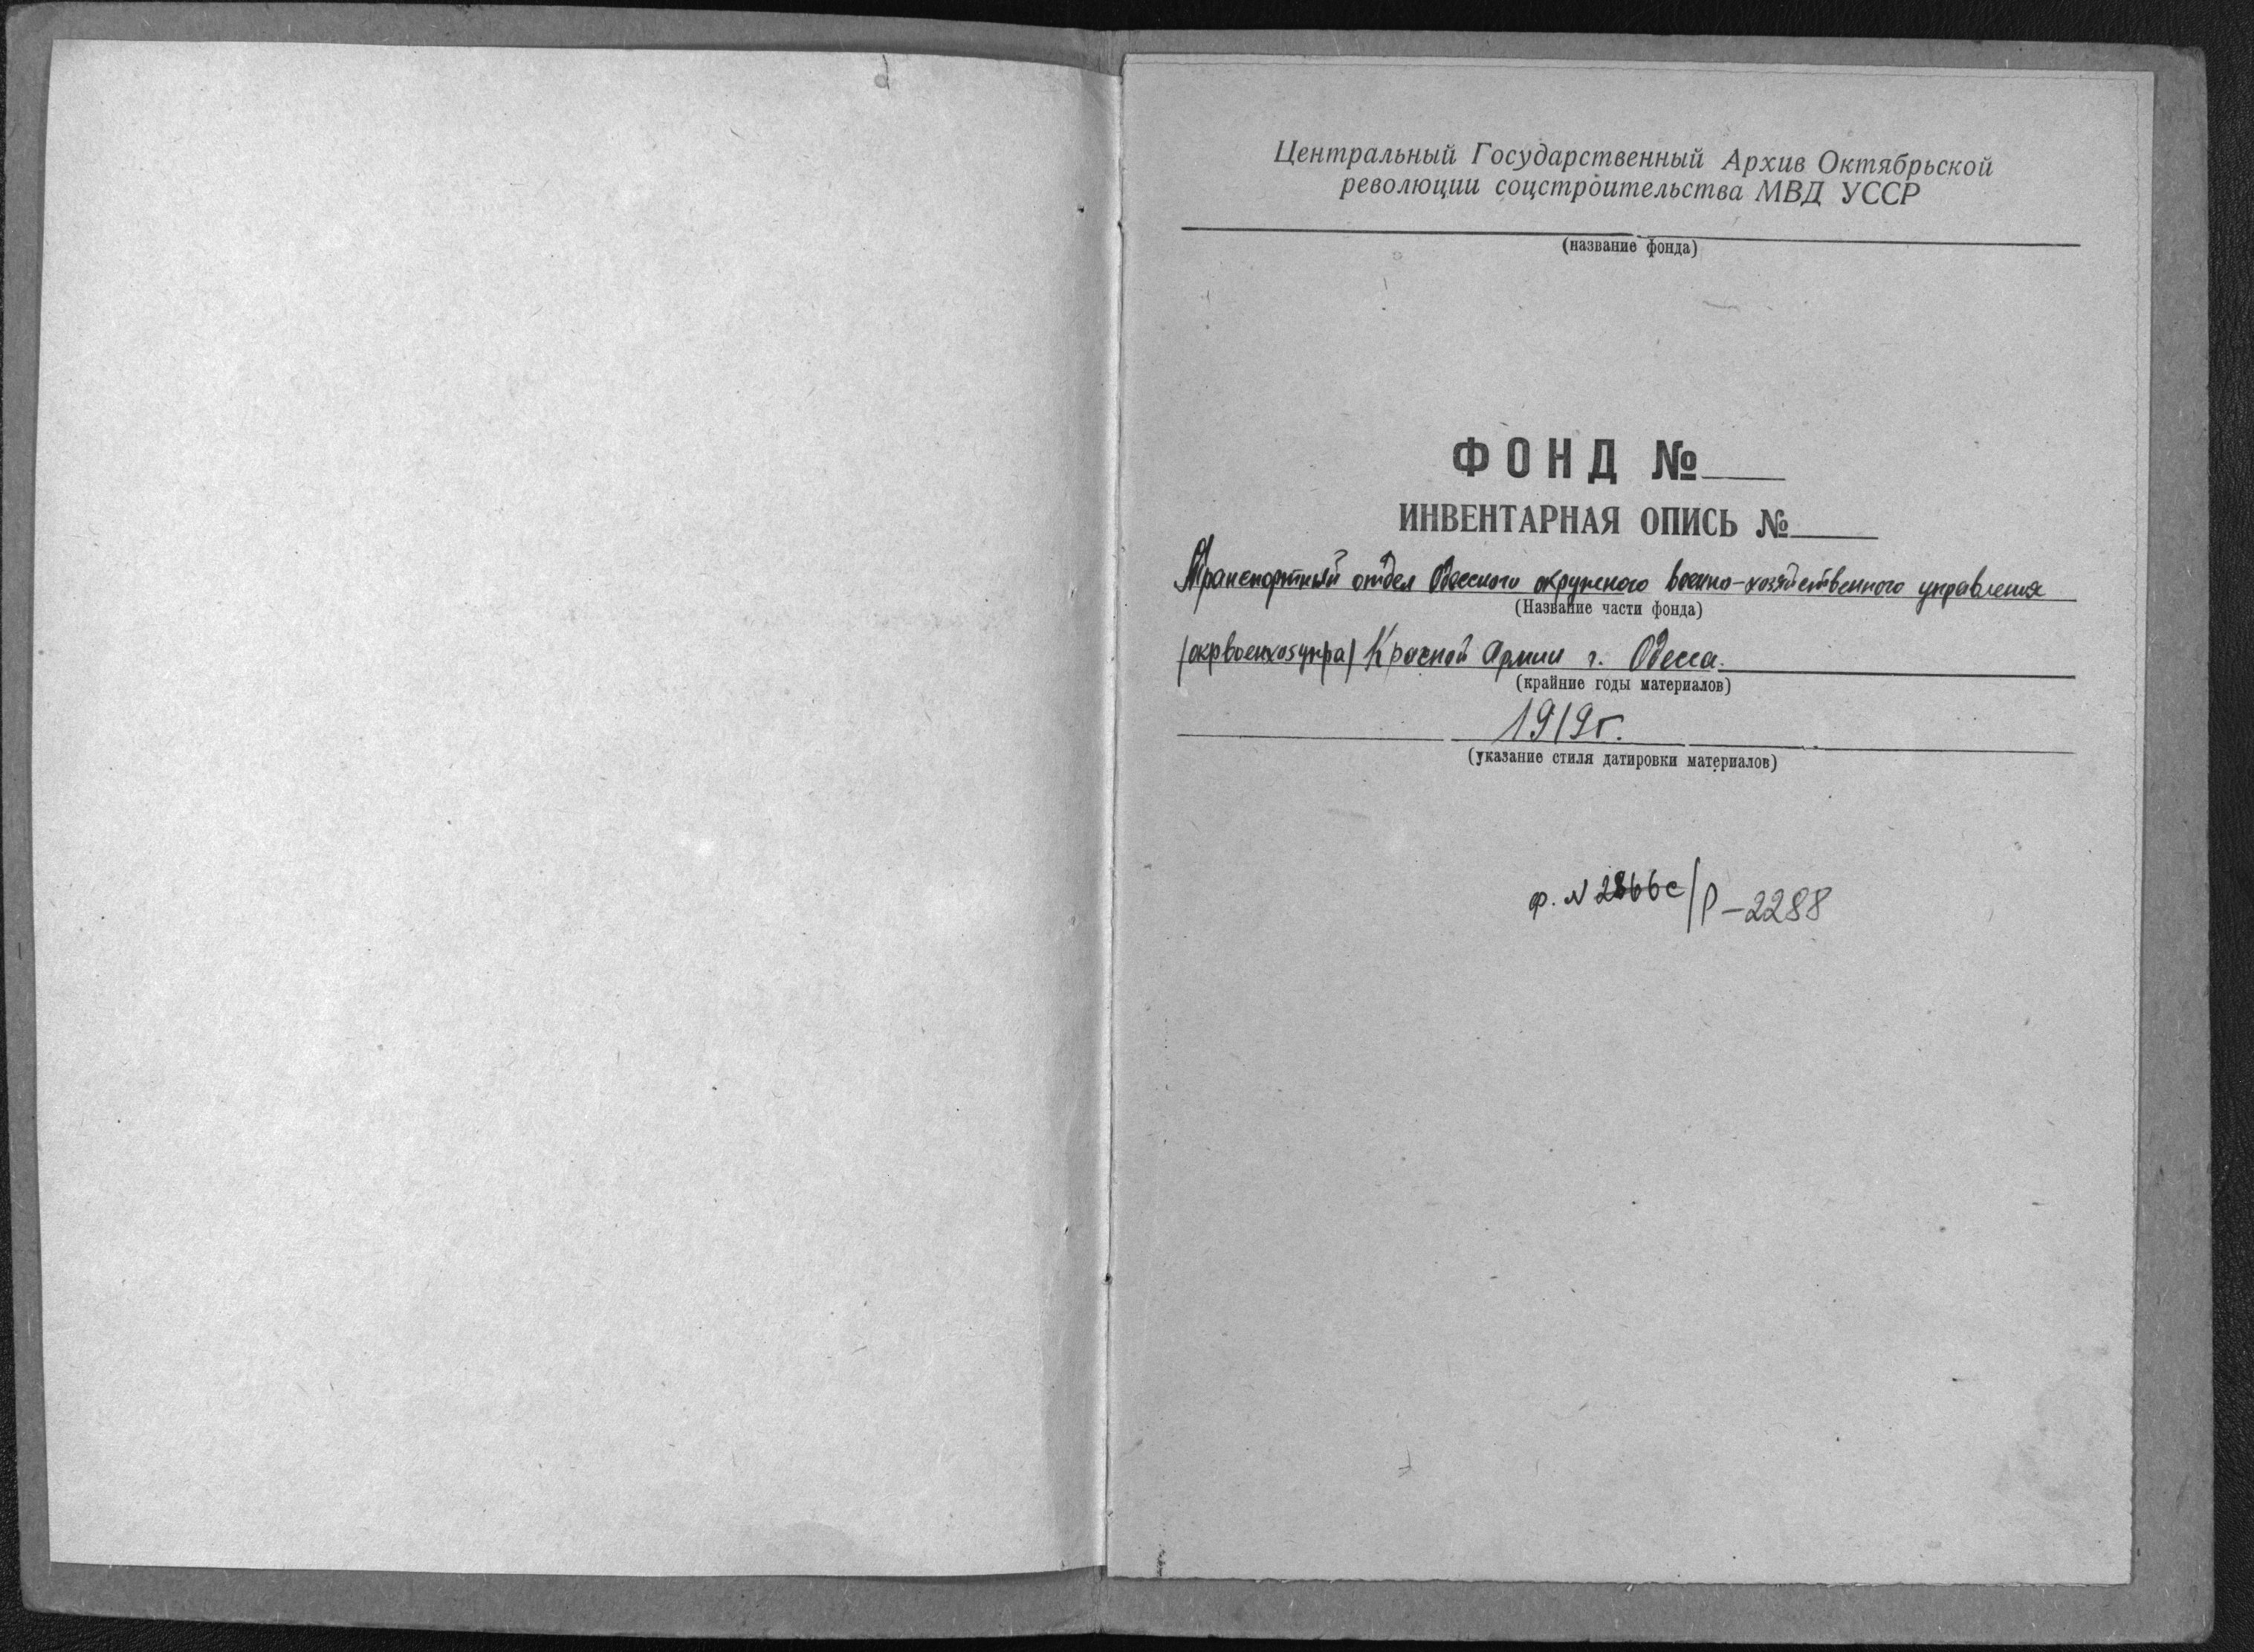 Центральный Государственный Архив Октябрьской
революции соцстроительства МВД УССР
(название фонда)
ФОНД №
ИНВЕНТАРНАЯ ОПИСЬ №
Транспортный отдел Одесского окружного военно-хозяйственного управления
(Название части фонда)
/окрвоенхозупра/ Красной Армии г. Одесса.
(крайние годы материалов)
1919г.
(указание стиля датировки материалов)
ф. N 2866с/Р-2288